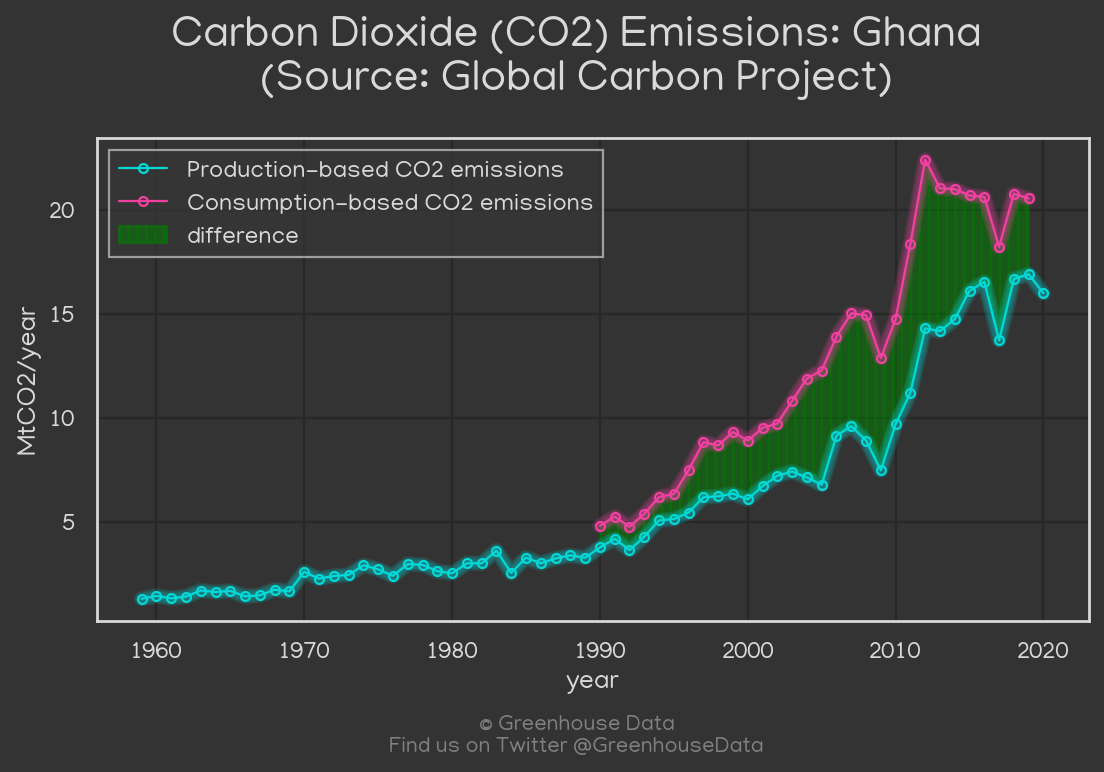 Carbon Dioxide (CO2) Emissions: Ghana
(Source: Global Carbon Project)
Production-based CO2 emissions
Consumption-based CO2 emissions
difference
MtCO2/year
20
15
10
5
1960 1970 1980 1990 2000 2010 2020
year
© Greenhouse Data
Find us on Twitter @GreenhouseData